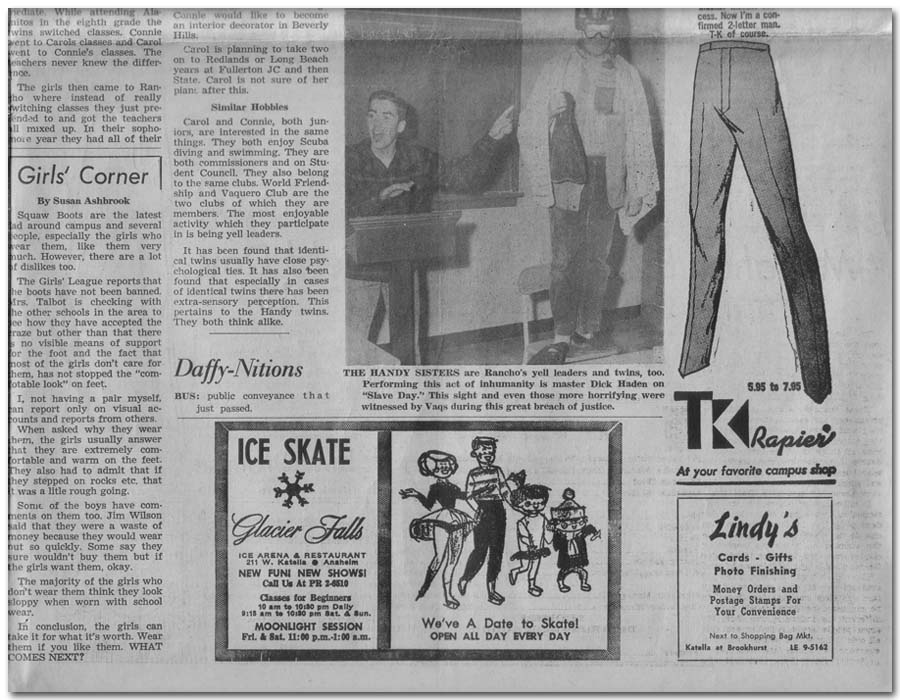 mediate. While attending Ala-
mitos in the eighth grade the
twins switched classes. Connie
went to Carols classes and Carol
went to Connie's classes. The
teachers never knew the differ-
ence.
The girls then came to Ran-
cho where instead of really
switching classes they just pre-
tended to and got the teachers
all mixed up. In their sopho-
more year they had all of their
Girls' Corner
By Susan Ashbrook
Squaw Boots are the latest
fad around campus and several
people, especially the girls who
wear them, like them very
much. However, there are a lot
of dislikes too.
The Girls' League reports that
the boots have not been banned.
Mrs. Talbot is checking with
the other schools in the area to
see how they have accepted the
craze but other than that there
is no visible means of support
for the foot and the fact that
most of the girls don't care for
them, has not stopped the "com-
fotable look" on feet.
I, not having a pair myself,
can report only on visual ac-
counts and reports from others.
When asked why they wear
them, the girls usually answer
that they are extremely com-
fortable and warm on the feet.
They also had to admit that if
they stepped on rocks etc. that
it was a litle rough going.
Some of the boys have com-
ments on them too. Jim Wilson
said that they were a waste of
money because they would wear
out so quickly. Some say they
sure wouldn't buy them but if
the girls want them, okay.
The majority of the girls who
don't wear them think they look
sloppy when worn with school
wear.
In conclusion, the girls can
take it for what it's worth. Wear
them if you like them. WHAT
COMES NEXT?
Connie would like to become
an interior decorator in Beverly
Hills.
Carol is planning to take two
years at Fullerton JC and then
on to Redlands or Long Beach
State. Carol is not sure of her
plans after this.
Similar Hobbies
Carol and Connie, both jun-
iors, are interested in the same
things. They both enjoy Scuba
diving and swimming. They are
both commissioners and on Stu-
dent Council. They also belong
to the same clubs. World Friend-
ship and Vaquero Club are the
two clubs of which they are
members. The most enjoyable
activity which they participate
in is being yell leaders.
It has been found that identi-
cal twins usually have close psy-
chological ties. It has also been
found that especially in cases
of identical twins there has been
extra-sensory perception. This
pertains to the Handy twins.
They both think alike.
Daffy-Nitions
BUS: public conveyance that
just passed.
THE HANDY SISTERS are Rancho's yell leaders and twins, too.
Performing this act of inhumanity is master Dick Haden on
"Slave Day." This sight and even those more horrifying were
witnessed by Vaqs during this great breach of justice.
ICE SKATE
Glacier Falls
ICE ARENA & RESTAURANT
211 W. Katella Anaheim
NEW FUN! NEW SHOWS!
Call Us At PR 2-6510
Classes for Beginners
10 am to 10:30 pm Daily
9:15 am to 10:30 pm Sat. & Sun.
MOONLIGHT SESSION
Fri. & Sat. 11:00 p.m.-1:00 a.m.
We've A Date to Skate!
OPEN ALL DAY EVERY DAY
cess. Now I'm a con-
firmed 2-letter man.
T-K of course.
5.95 to 7.95
TK Rapier
At your favorite campus shop
Lindy's
Cards - Gifts
Photo Finishing
Money Orders and
Postage Stamps For
Your Convenience
Next to Shopping Bag Mkt.
Katella at Brookhurst LE 9-5162